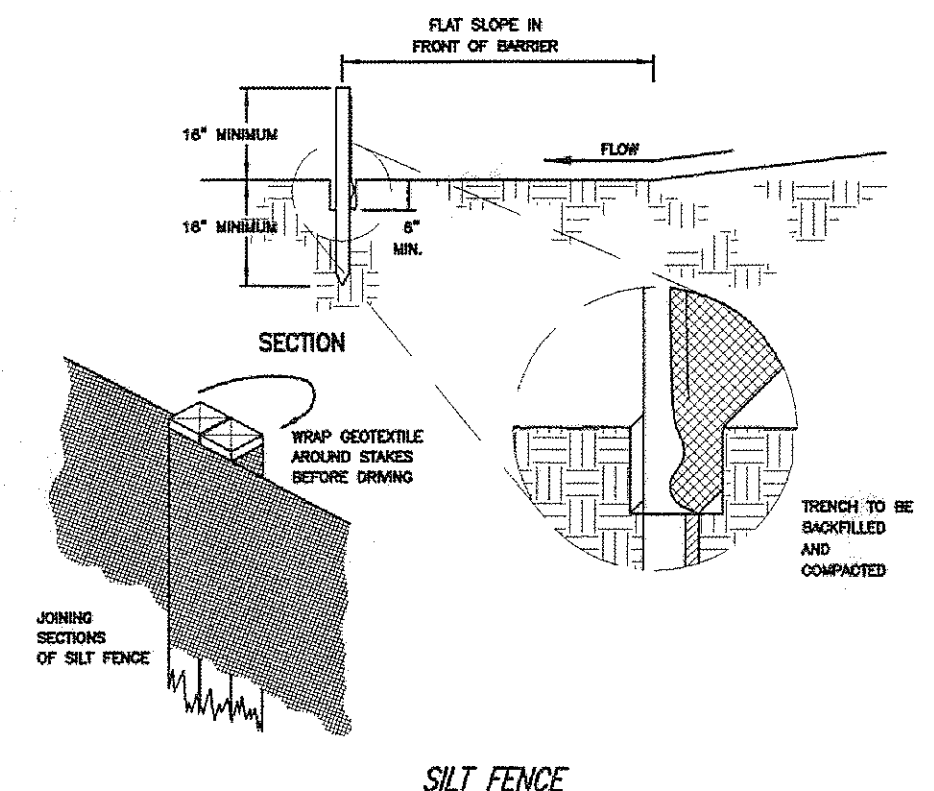 FLAT SLOPE IN
FRONT OF BARRIER
16" MINIMUM
FLOW
16" MINIMUM
6"
MIN.
SECTION
WRAP GEOTEXTILE
AROUND STAKES
BEFORE DRIVING
TRENCH TO BE
BACKFILLED
AND
COMPACTED
JOINING
SECTIONS
OF SILT FENCE
SILT FENCE